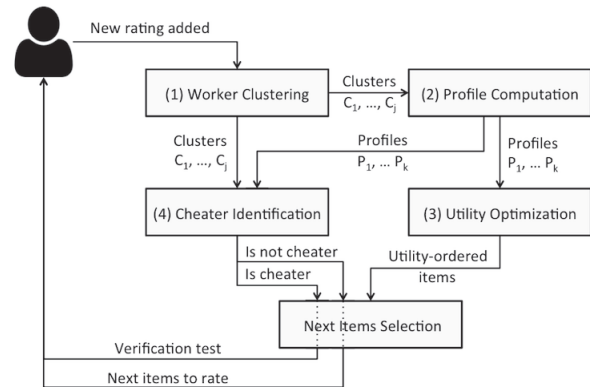 New rating added
(1) Worker Clustering
Clusters
C1, ..., Cj
(2) Profile Computation
Clusters
C1, ..., Cj
Profiles
P1, ... Pk
Profiles
P1, ... Pk
(4) Cheater Identification
(3) Utility Optimization
Is not cheater
Is cheater
Utility-ordered
items
Next Items Selection
Verification test
Next items to rate